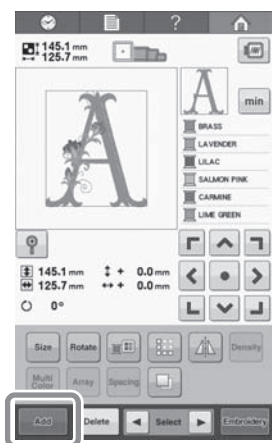 ?
145.1 mm
125.7 mm
A
A
min
BRASS
LAVENDER
LILAC
SALMON PINK
CARMINE
LIME GREEN
145.1 mm + 0.0 mm
125.7 mm + 0.0 mm
0°
Size Rotate Density
Multi Color Array Spacing
Add Delete Select Embroidery